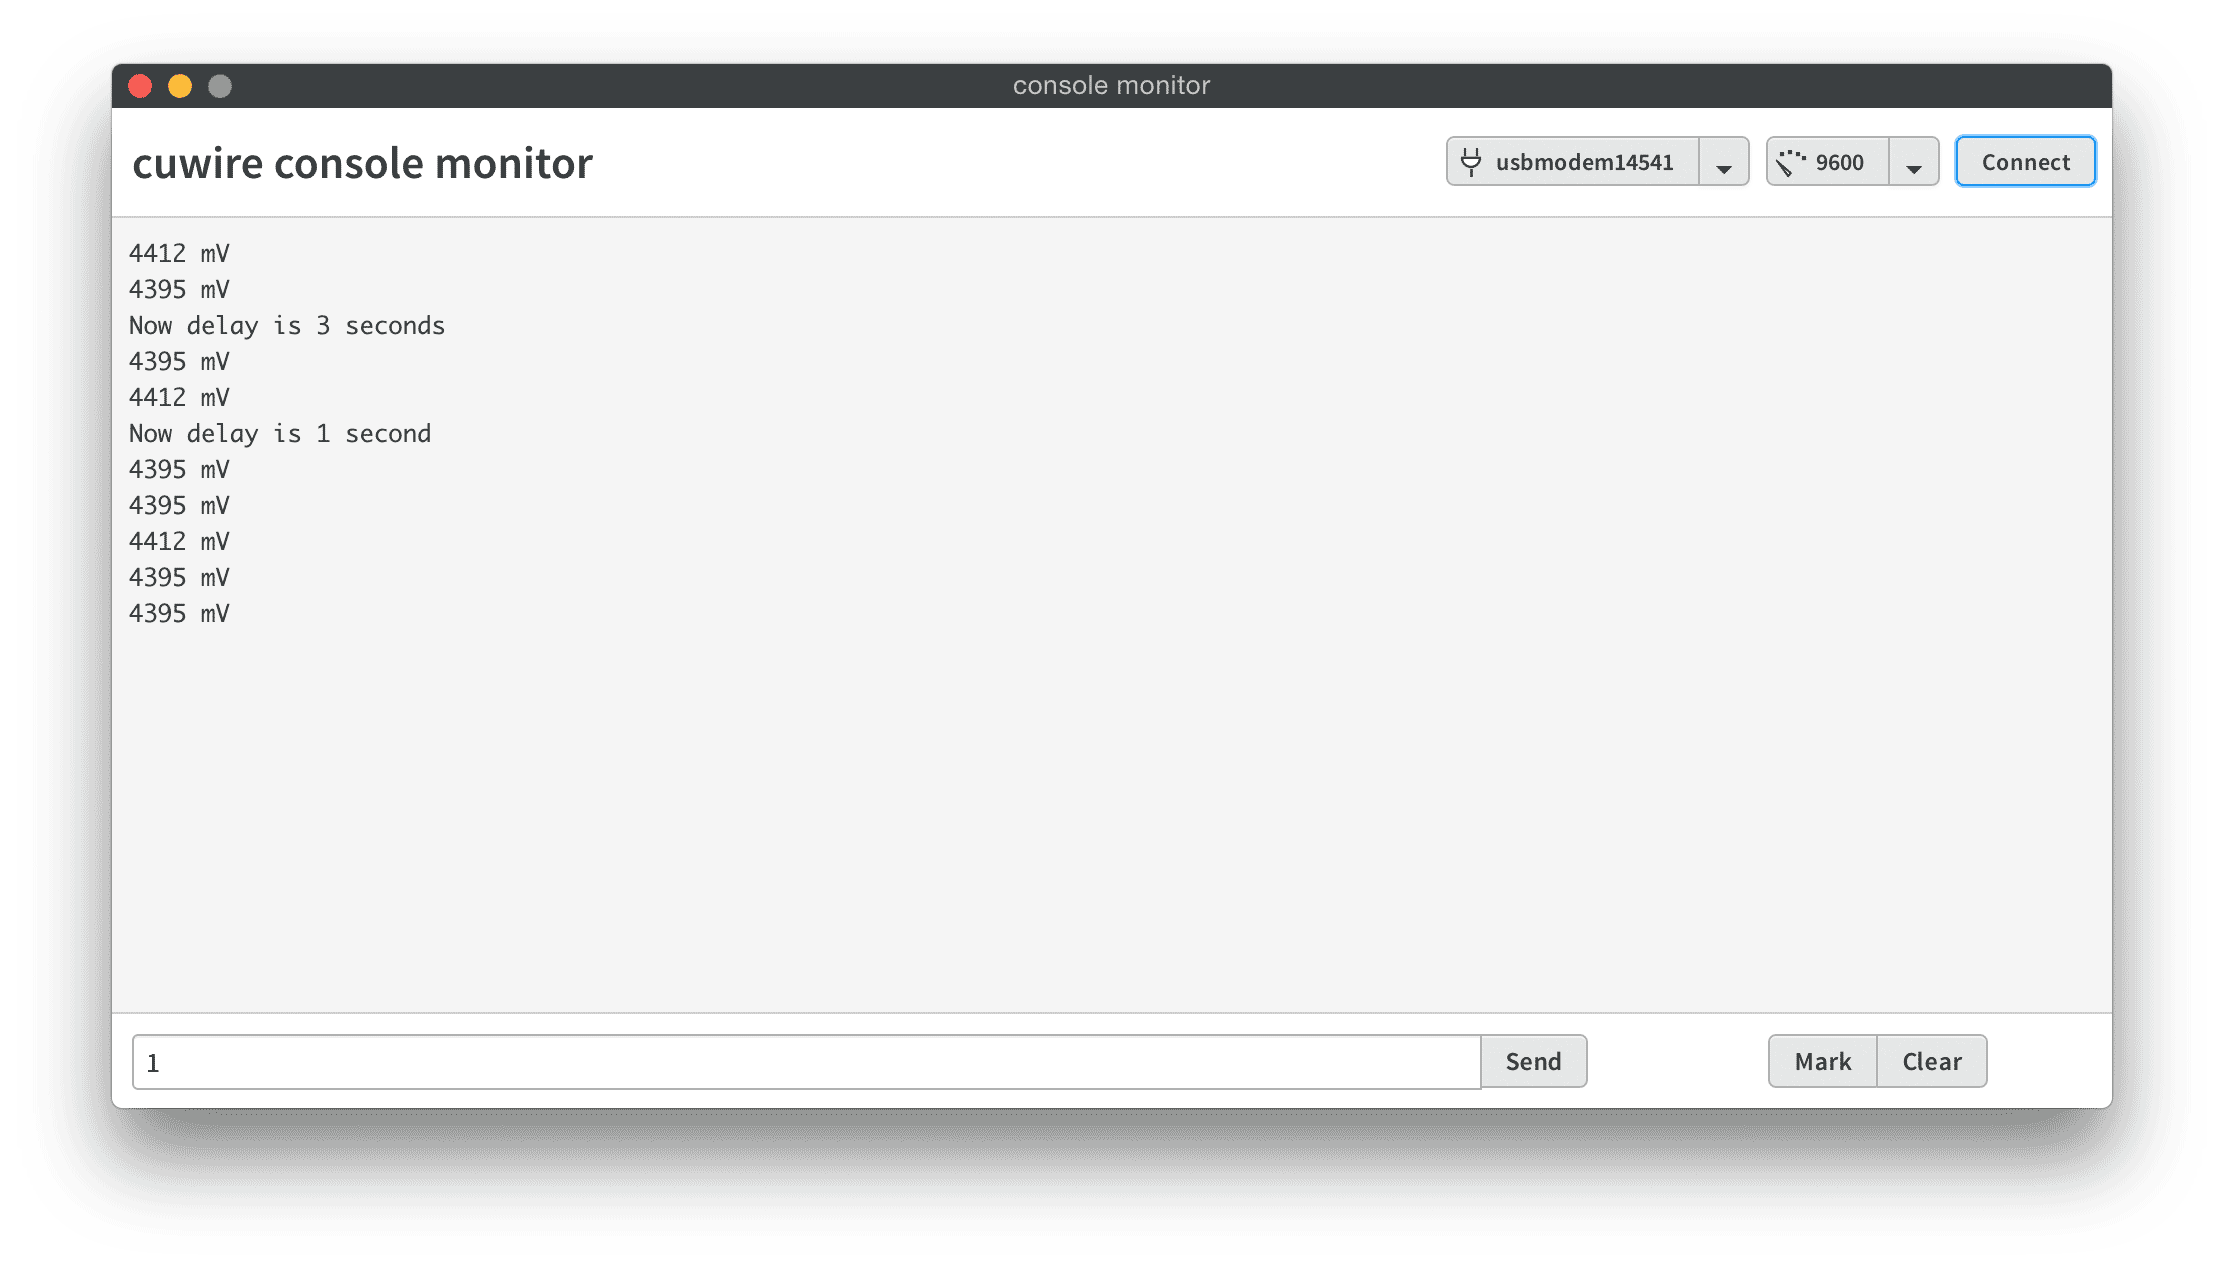 console monitor
cuwire console monitor
usbmodem14541
9600
Connect
4412 mV
4395 mV
Now delay is 3 seconds
4395 mV
4412 mV
Now delay is 1 second
4395 mV
4395 mV
4412 mV
4395 mV
4395 mV
1
Send
Mark
Clear